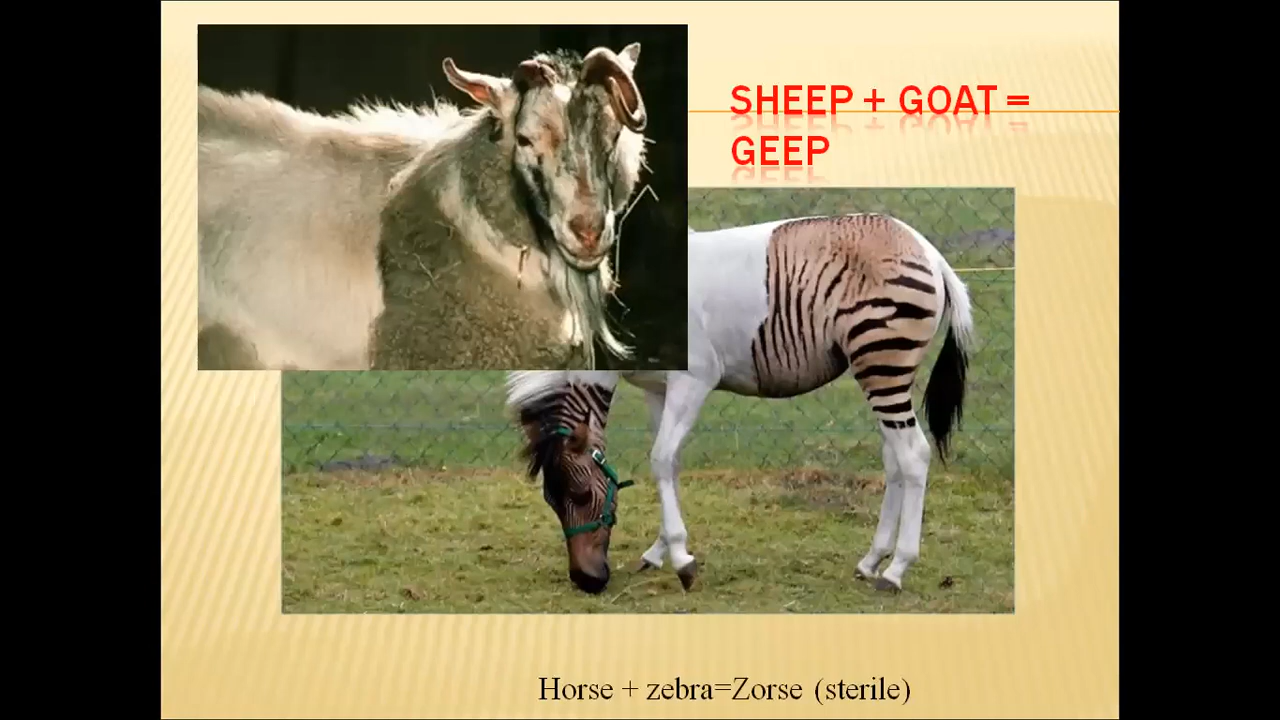 SHEEP + GOAT =
GEEP
Horse + zebra=Zorse (sterile)